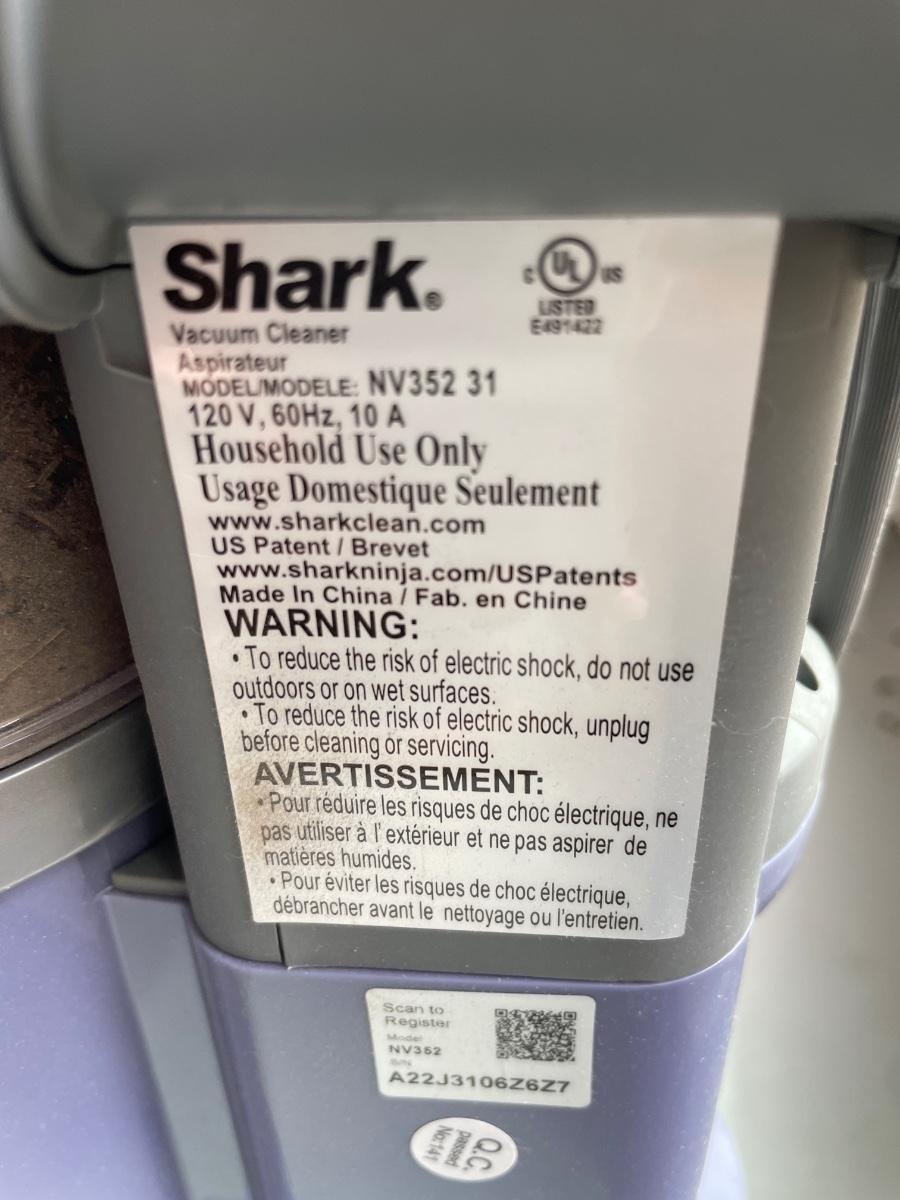 Shark®
C UL US
LISTED
E491422
Vacuum Cleaner
Aspirateur
MODEL/MODELE: NV352 31
120 V, 60Hz, 10 A
Household Use Only
Usage Domestique Seulement
www.sharkclean.com
US Patent / Brevet
www.sharkninja.com/USPatents
Made In China / Fab. en Chine
WARNING:
• To reduce the risk of electric shock, do not use
outdoors or on wet surfaces.
• To reduce the risk of electric shock, unplug
before cleaning or servicing.
AVERTISSEMENT:
• Pour réduire les risques de choc électrique, ne
pas utiliser à l' extérieur et ne pas aspirer de
matières humides.
• Pour éviter les risques de choc électrique,
débrancher avant le nettoyage ou l'entretien.
Scan to
Register
Model
NV352
S/N
A22J3106Z6Z7
Q.C.
passed
No:141